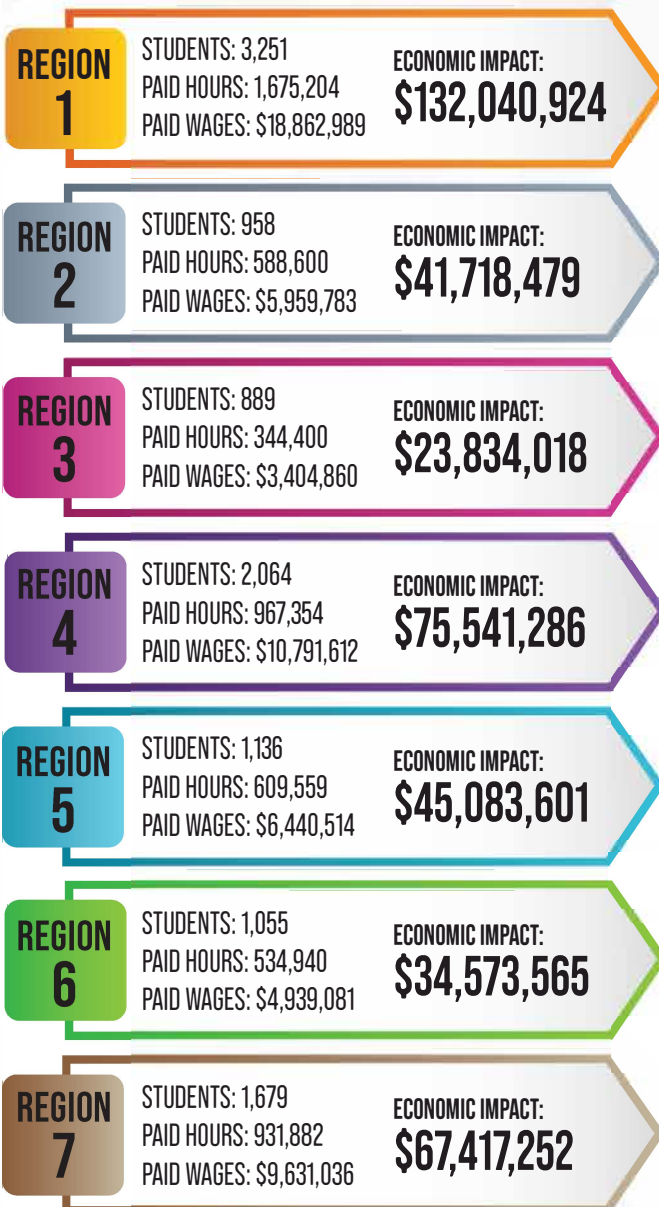 REGION
1
STUDENTS: 3,251
PAID HOURS: 1,675,204
PAID WAGES: $18,862,989
ECONOMIC IMPACT:
$132,040,924
REGION
2
STUDENTS: 958
PAID HOURS: 588,600
PAID WAGES: $5,959,783
ECONOMIC IMPACT:
$41,718,479
REGION
3
STUDENTS: 889
PAID HOURS: 344,400
PAID WAGES: $3,404,860
ECONOMIC IMPACT:
$23,834,018
REGION
4
STUDENTS: 2,064
PAID HOURS: 967,354
PAID WAGES: $10,791,612
ECONOMIC IMPACT:
$75,541,286
REGION
5
STUDENTS: 1,136
PAID HOURS: 609,559
PAID WAGES: $6,440,514
ECONOMIC IMPACT:
$45,083,601
REGION
6
STUDENTS: 1,055
PAID HOURS: 534,940
PAID WAGES: $4,939,081
ECONOMIC IMPACT:
$34,573,565
REGION
7
STUDENTS: 1,679
PAID HOURS: 931,882
PAID WAGES: $9,631,036
ECONOMIC IMPACT:
$67,417,252